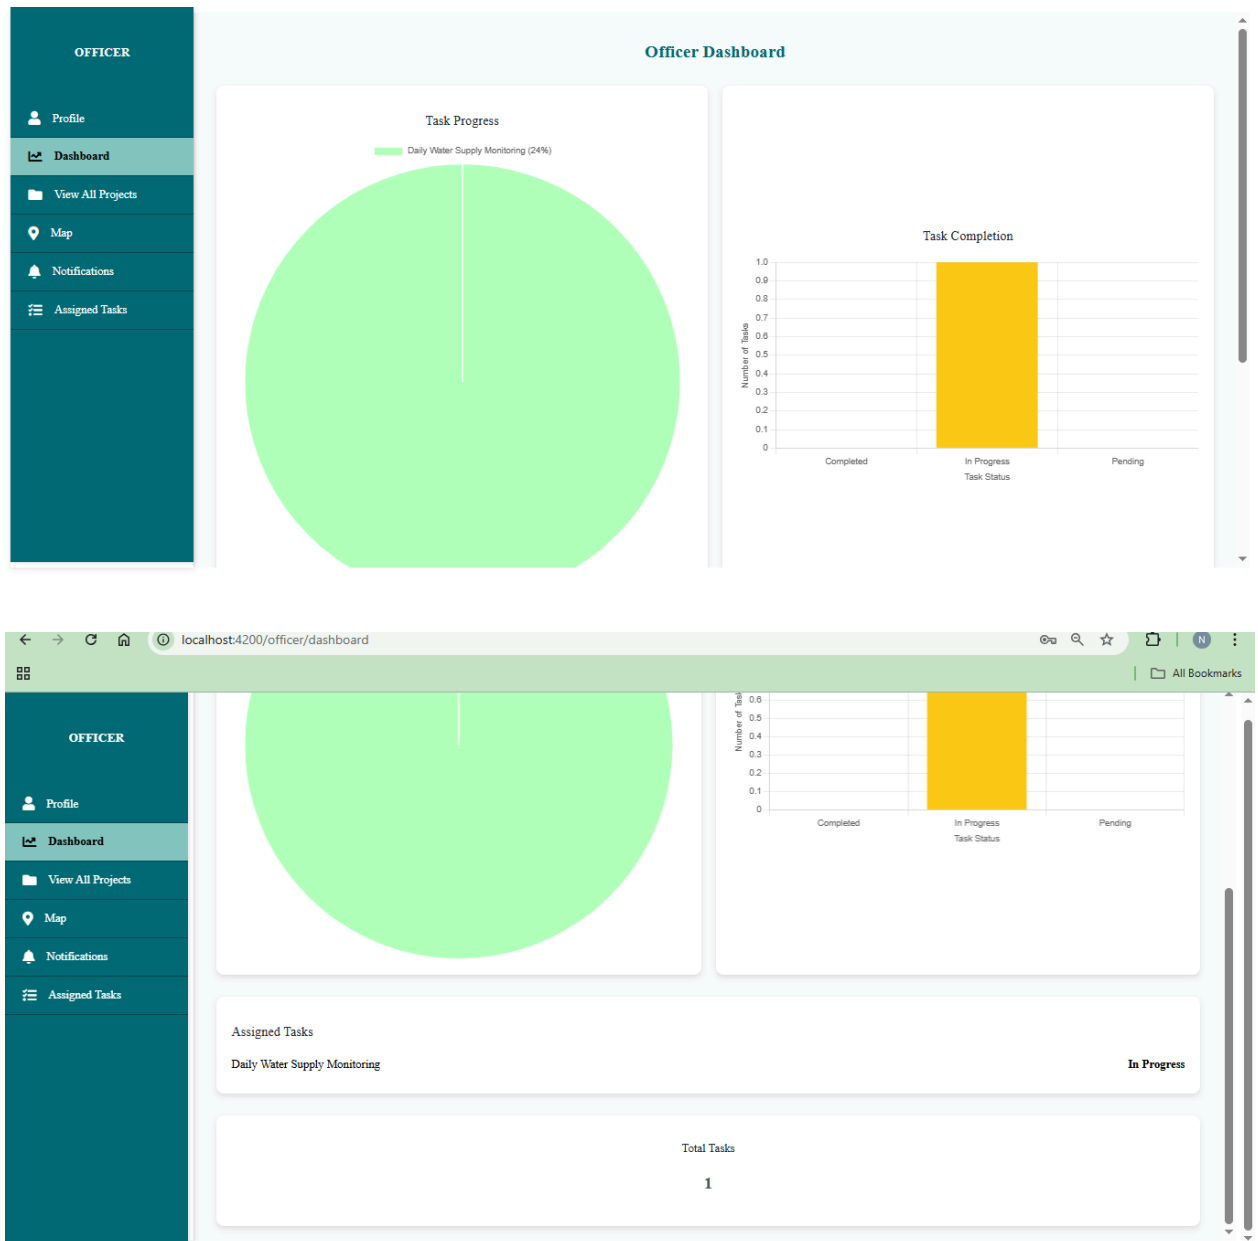 OFFICER
Profile
Dashboard
View All Projects
Map
Notifications
Assigned Tasks
Officer Dashboard
Task Progress
Daily Water Supply Monitoring (24%)
Task Completion
1.0
0.9
0.8
0.7
0.6
0.5
0.4
0.3
0.2
0.1
0
Number of Tasks
Completed
In Progress
Pending
Task Status
localhost:4200/officer/dashboard
N
All Bookmarks
OFFICER
Profile
Dashboard
View All Projects
Map
Notifications
Assigned Tasks
0.6
0.5
0.4
0.3
0.2
0.1
0
Number of Tas
Completed
In Progress
Pending
Task Status
Assigned Tasks
Daily Water Supply Monitoring
In Progress
Total Tasks
1